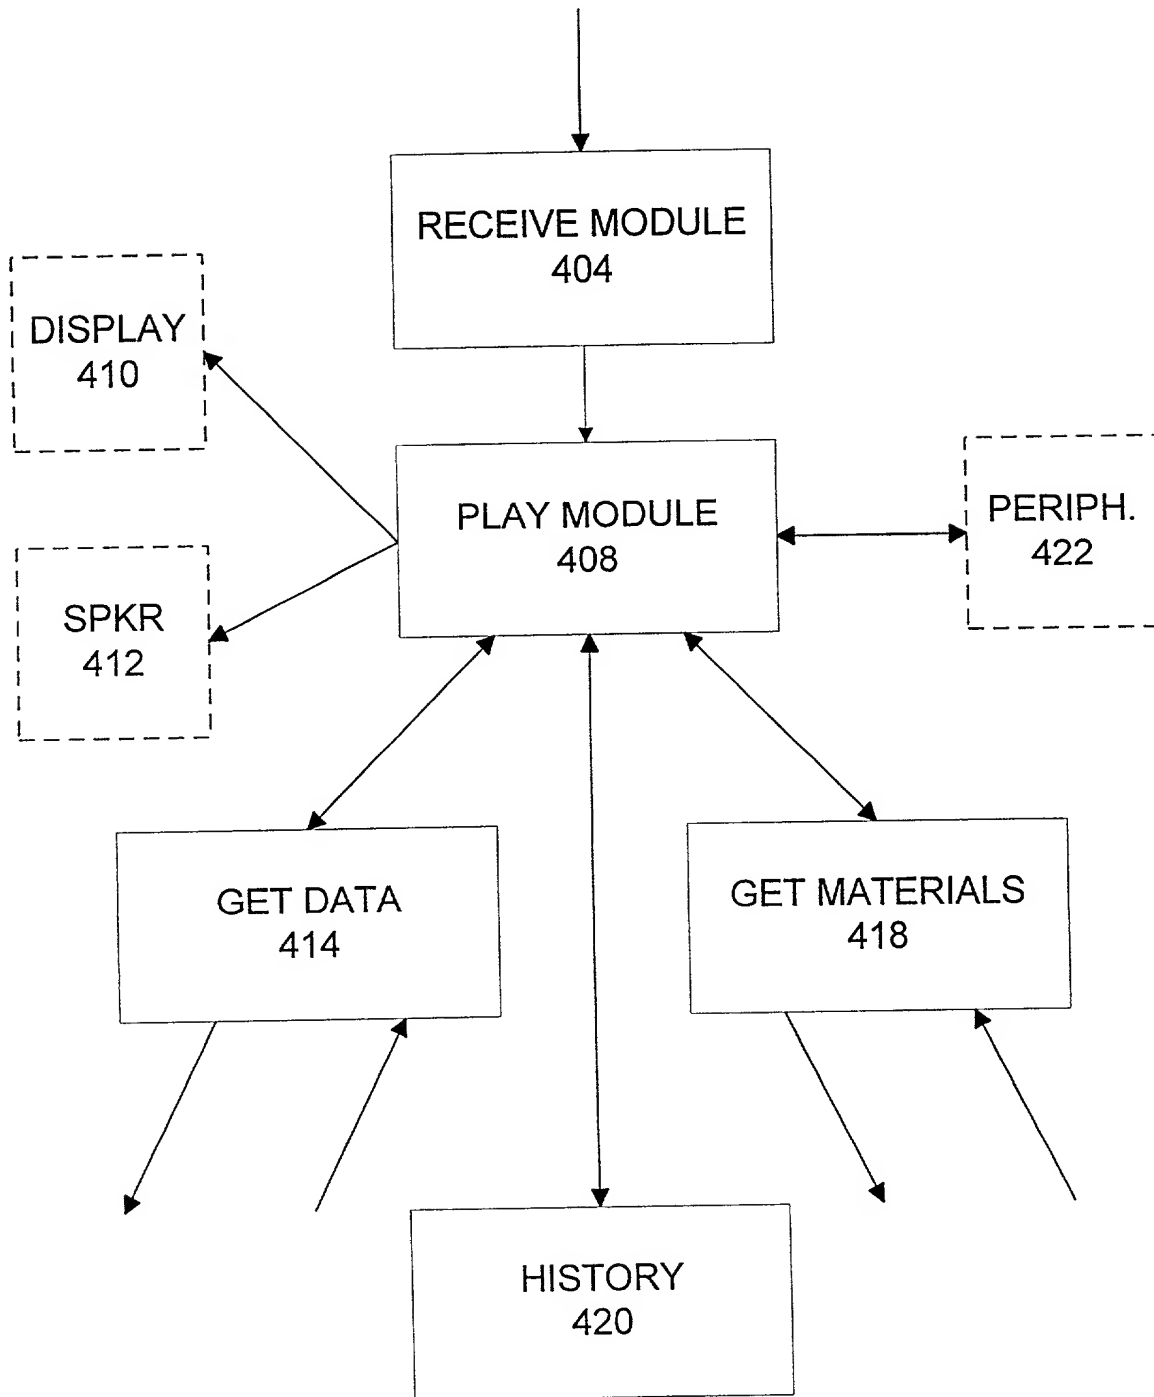 RECEIVE MODULE
404
DISPLAY
410
PLAY MODULE
408
PERIPH.
422
SPKR
412
GET DATA
414
GET MATERIALS
418
HISTORY
420